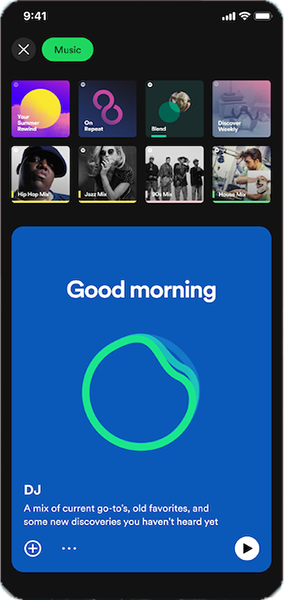 9:41
Music
Your
Summer
Rewind
On
Repeat
Blend
Discover
Weekly
Hip Hop Mix
Jazz Mix
90s Mix
House Mix
Good morning
DJ
A mix of current go-to's, old favorites, and
some new discoveries you haven't heard yet